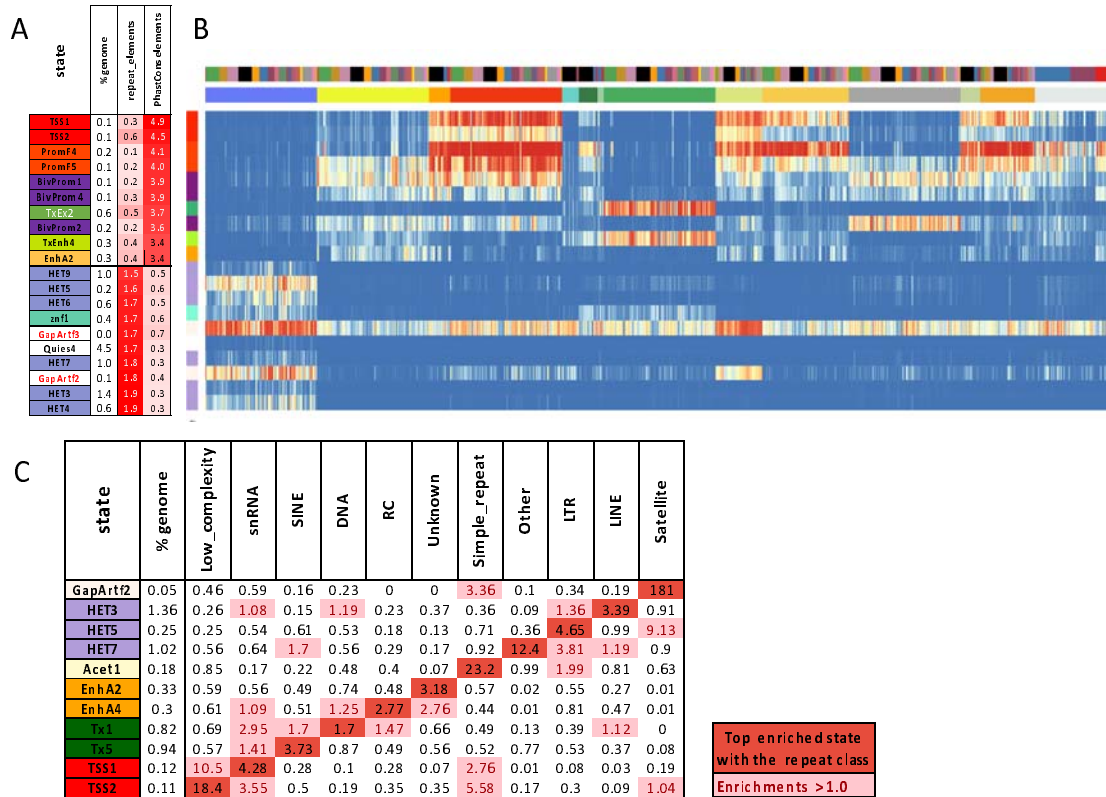 A
B
state % genome repeat_elements PhastConselements
TSS1 0.1 0.3 4.9
TSS2 0.1 0.6 4.5
PromF4 0.2 0.1 4.1
PromF5 0.1 0.2 4.0
BivProm1 0.1 0.2 3.9
BivProm4 0.1 0.3 3.9
TxEx2 0.6 0.5 3.7
BivProm2 0.2 0.2 3.6
TxEnh4 0.3 0.4 3.4
EnhA2 0.3 0.4 3.4
HET9 1.0 1.5 0.5
HET5 0.2 1.6 0.6
HET6 0.6 1.7 0.5
znf1 0.4 1.7 0.6
GapArtf3 0.0 1.7 0.7
Quies4 4.5 1.7 0.3
HET7 1.0 1.8 0.3
GapArtf2 0.1 1.8 0.4
HET3 1.4 1.9 0.3
HET4 0.6 1.9 0.3
C
state % genome Low_complexity snRNA SINE DNA RC Unknown Simple_repeat Other LTR LINE Satellite
GapArtf2 0.05 0.46 0.59 0.16 0.23 0 0 3.36 0.1 0.34 0.19 181
HET3 1.36 0.26 1.08 0.15 1.19 0.23 0.37 0.36 0.09 1.36 3.39 0.91
HET5 0.25 0.25 0.54 0.61 0.53 0.18 0.13 0.71 0.36 4.65 0.99 9.13
HET7 1.02 0.56 0.64 1.7 0.56 0.29 0.17 0.92 12.4 3.81 1.19 0.9
Acet1 0.18 0.85 0.17 0.22 0.48 0.4 0.07 23.2 0.99 1.99 0.81 0.63
EnhA2 0.33 0.59 0.56 0.49 0.74 0.48 3.18 0.57 0.02 0.55 0.27 0.01
EnhA4 0.3 0.61 1.09 0.51 1.25 2.77 2.76 0.44 0.01 0.81 0.47 0.01
Tx1 0.82 0.69 2.95 1.7 1.7 1.47 0.66 0.49 0.13 0.39 1.12 0
Tx5 0.94 0.57 1.41 3.73 0.87 0.49 0.56 0.52 0.77 0.53 0.37 0.08
TSS1 0.12 10.5 4.28 0.28 0.1 0.28 0.07 2.76 0.01 0.08 0.03 0.19
TSS2 0.11 18.4 3.55 0.5 0.19 0.35 0.35 5.58 0.17 0.3 0.09 1.04
Top enriched state
with the repeat class
Enrichments >1.0